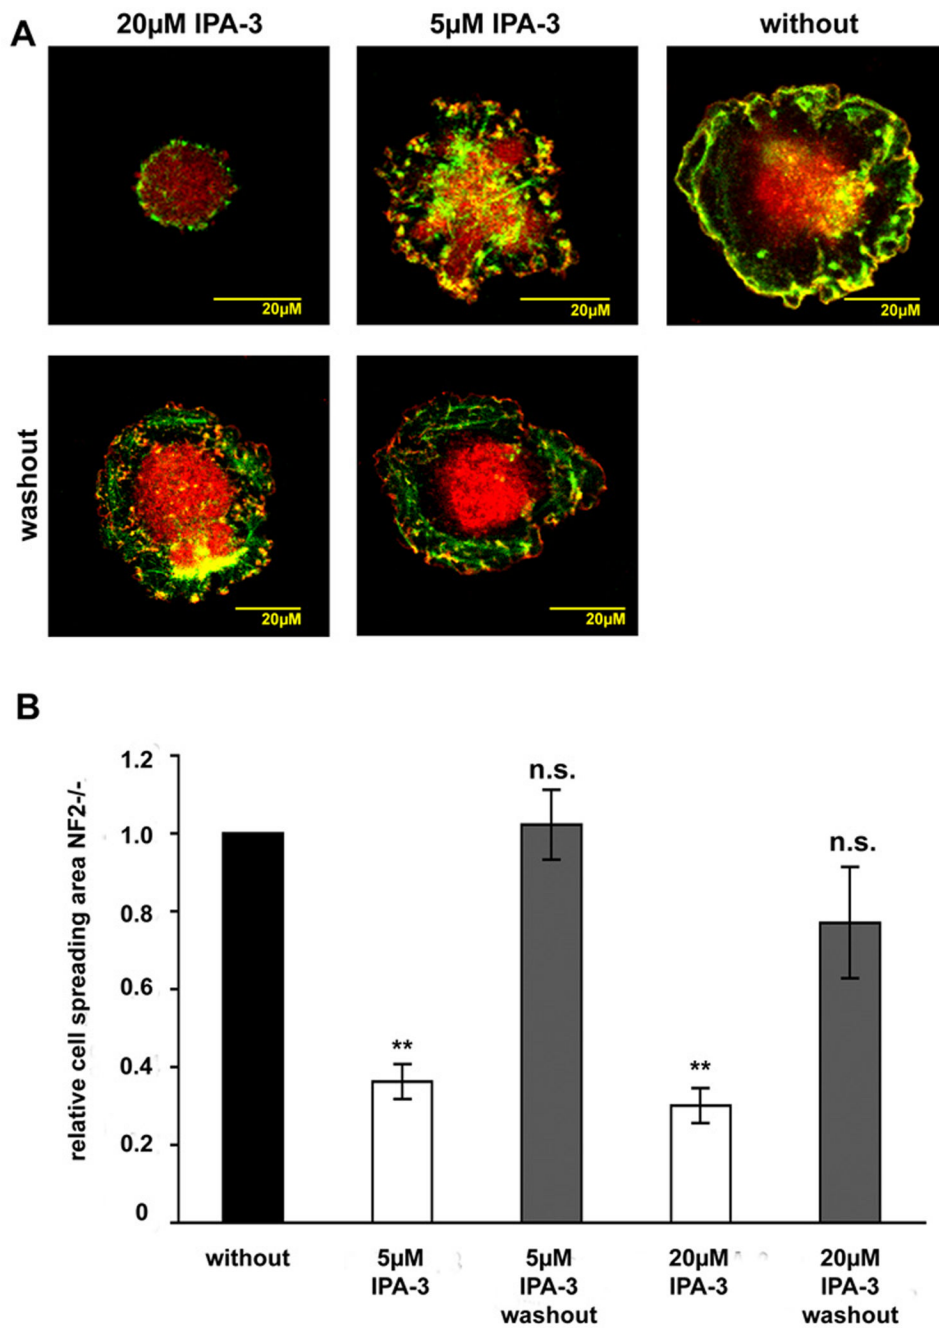 A
20µM IPA-3
5µM IPA-3
without
20µM
20µM
20µM
washout
20µM
20µM
B
relative cell spreading area NF2-/-
1.2
1.0
0.8
0.6
0.4
0.2
0
**
n.s.
**
n.s.
without
5µM
IPA-3
5µM
IPA-3
washout
20µM
IPA-3
20µM
IPA-3
washout